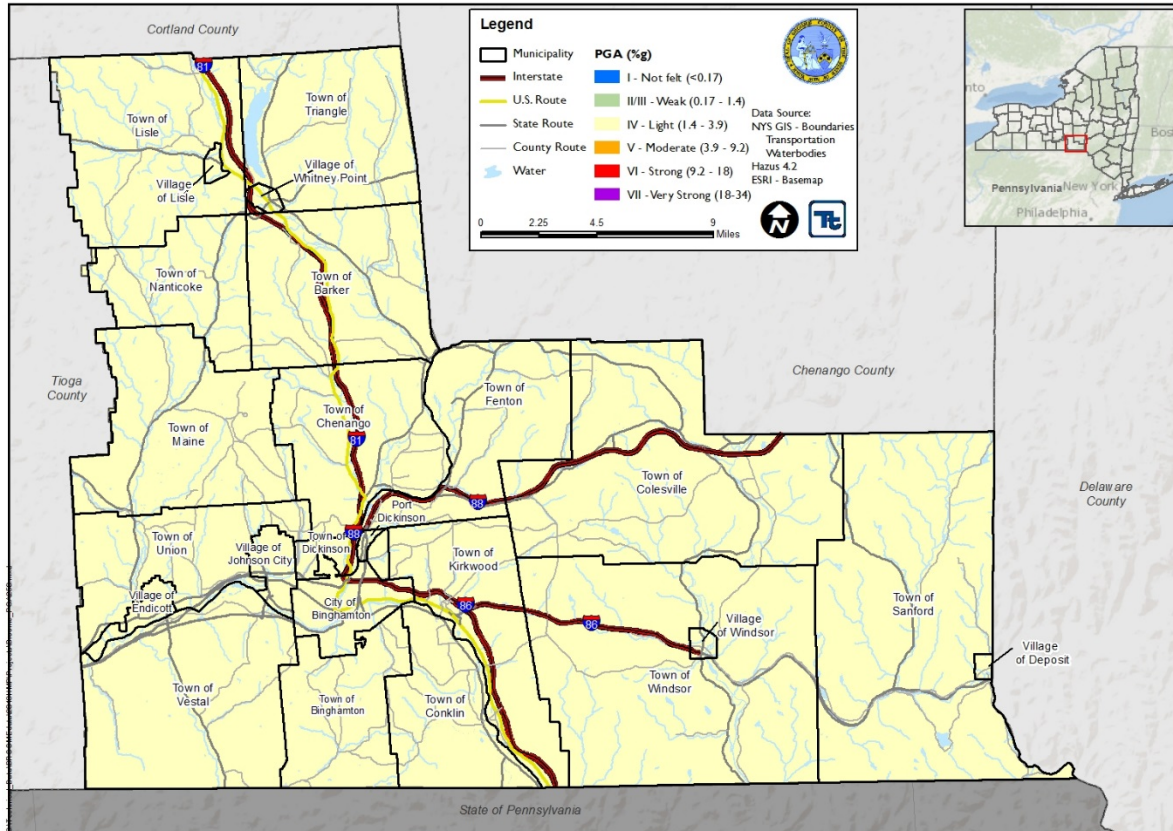 Cortland County
Legend
Municipality
Interstate
U.S. Route
State Route
County Route
Water
PGA (%g)
I - Not felt (<0.17)
II/III - Weak (0.17 - 1.4)
IV - Light (1.4 - 3.9)
V - Moderate (3.9 - 9.2)
VI - Strong (9.2 - 18)
VII - Very Strong (18-34)
Data Source:
NYS GIS - Boundaries
Transportation
Waterbodies
Hazus 4.2
ESRI - Basemap
0 2.25 4.5 9
Miles
N
Tt
Pennsylvania
New York
Philadelphia
81
Town of
Lisle
Town of
Triangle
Village
of Lisle
Village of
Whitney Point
Town of
Nanticoke
Town of
Barker
Tioga
County
Chenango County
Town of
Maine
Town of
Chenango
81
Town of
Fenton
Town of
Colesville
Delaware
County
88
Port
Dickinson
88
Town of
Union
Village of
Johnson City
Town of
Dickinson
Town of
Kirkwood
Village of
Endicott
City of
Binghamton
86
86
Village
of Windsor
Town of
Sanford
Village
of Deposit
Town of
Vestal
Town of
Binghamton
Town of
Conklin
Town of
Windsor
State of Pennsylvania